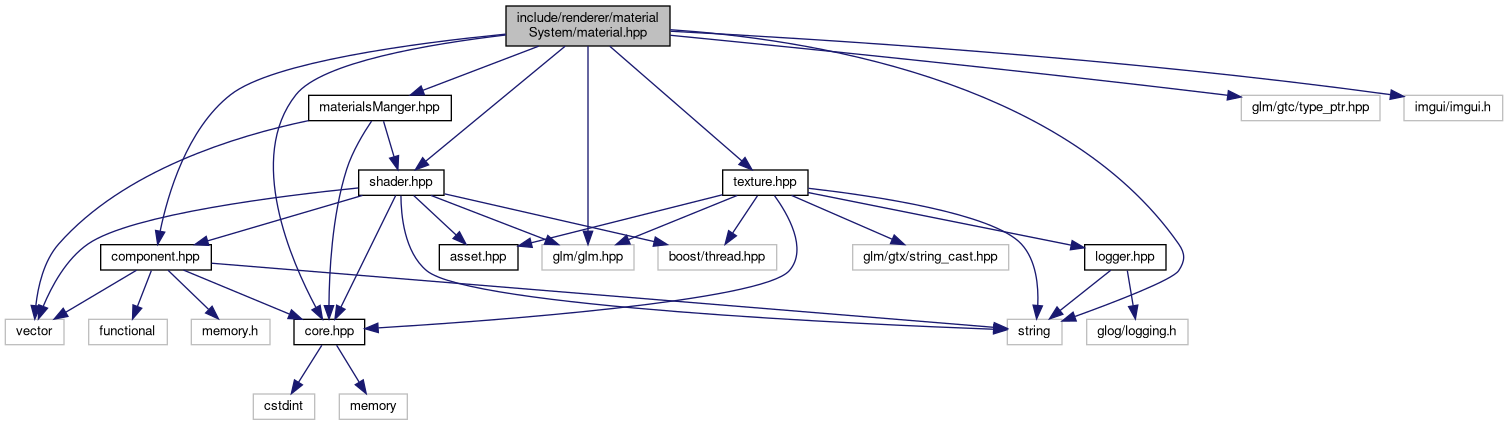 include/renderer/material
System/material.hpp
materialsManger.hpp
glm/gtc/type_ptr.hpp
imgui/imgui.h
shader.hpp
texture.hpp
component.hpp
asset.hpp
glm/glm.hpp
boost/thread.hpp
glm/gtx/string_cast.hpp
logger.hpp
vector
functional
memory.h
core.hpp
string
glog/logging.h
cstdint
memory